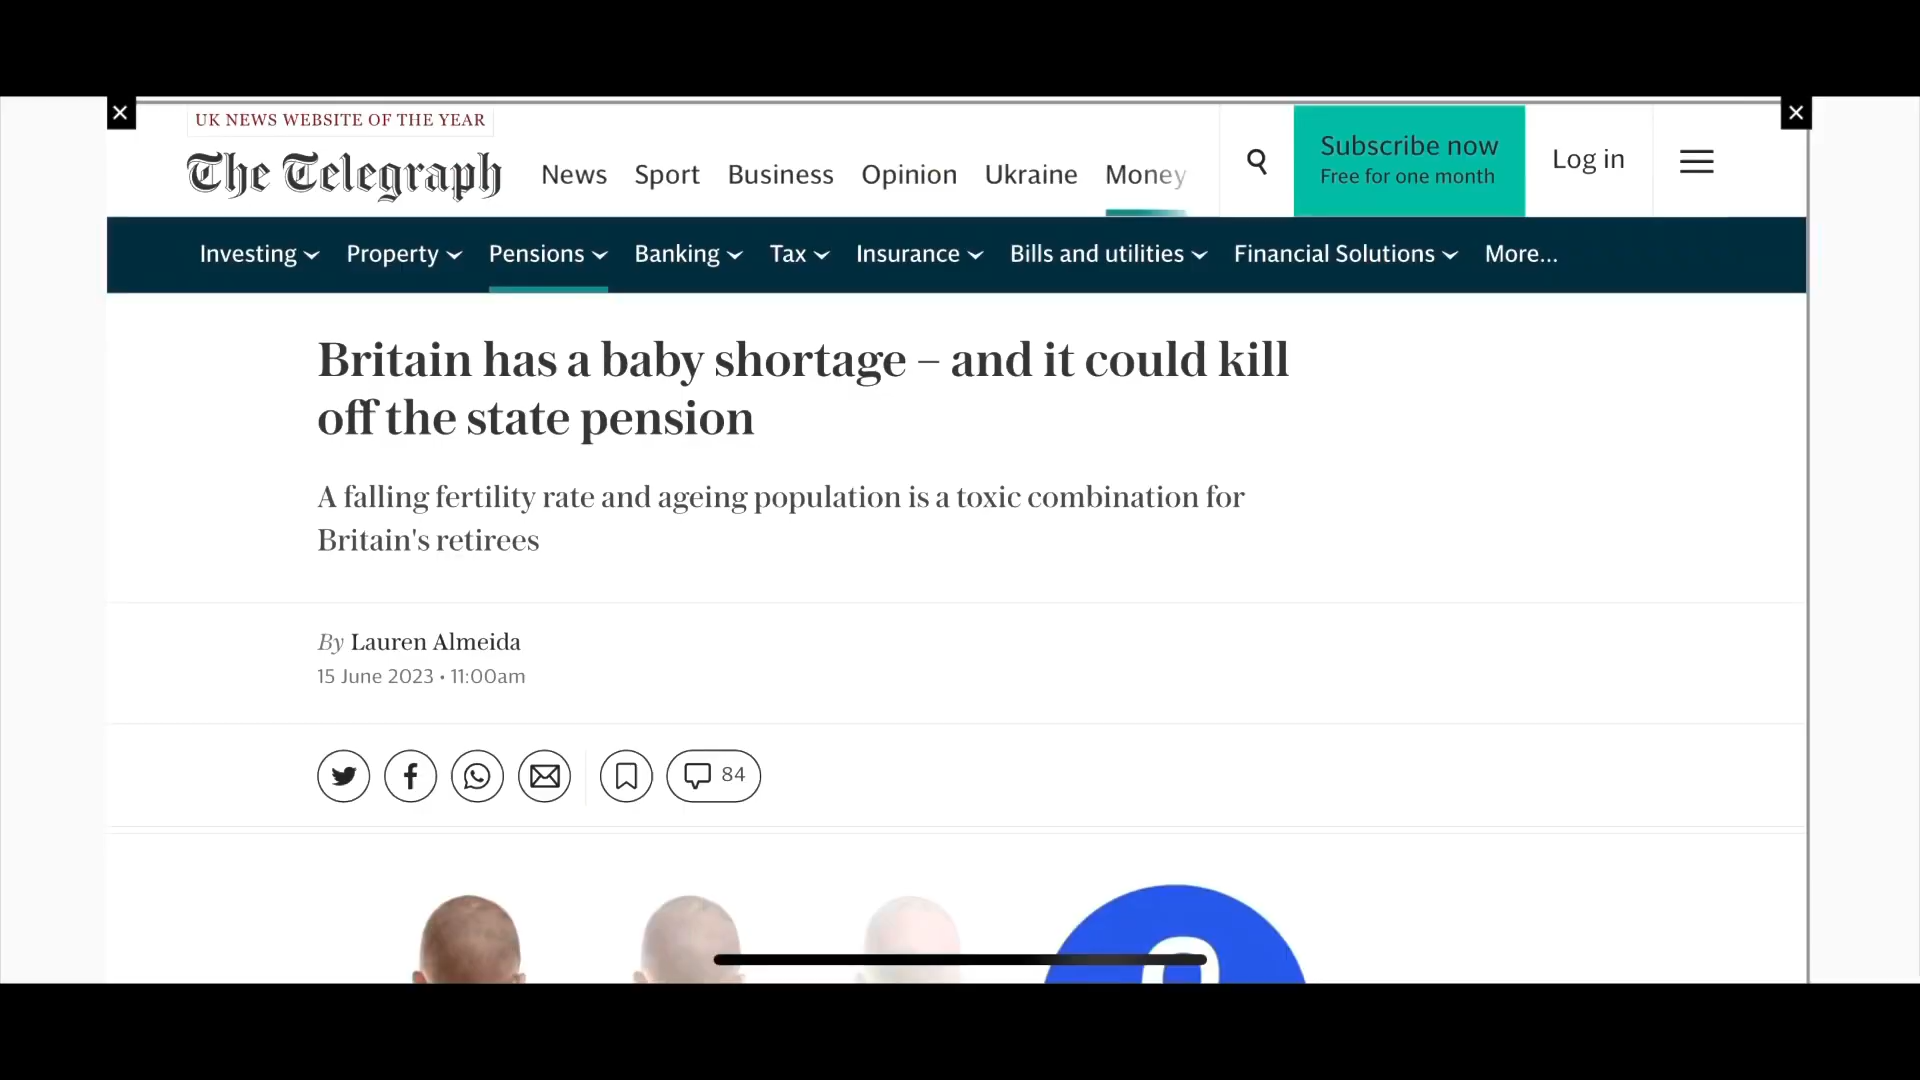 UK NEWS WEBSITE OF THE YEAR
The Telegraph
News Sport Business Opinion Ukraine Money
Subscribe now
Free for one month
Log in
Investing Property Pensions Banking Tax Insurance Bills and utilities Financial Solutions More...
Britain has a baby shortage – and it could kill
off the state pension
A falling fertility rate and ageing population is a toxic combination for
Britain's retirees
By Lauren Almeida
15 June 2023 • 11:00am
84